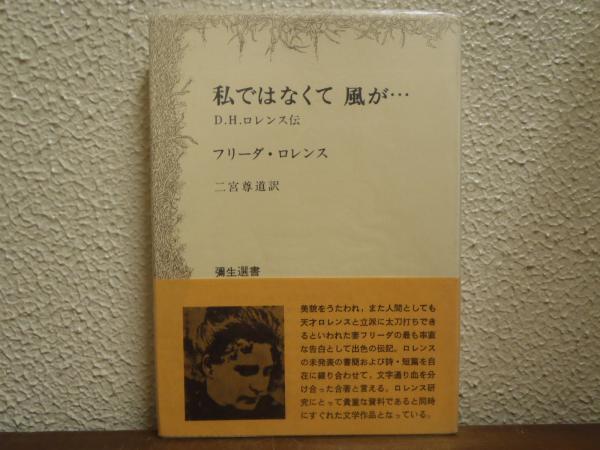 私ではなくて 風が…
D.H.ロレンス伝
フリーダ・ロレンス
二宮尊道訳
彌生選書
美貌をうたわれ、また人間としても
天才ロレンスと立派に太刀打ちでき
るといわれた妻フリーダの最も率直
な告白として出色の伝記。ロレンス
の未発表の書簡および詩・短篇を自
在に織り合わせて、文字通り血を分
け合った合著と言える。ロレンス研
究にとって貴重な資料であると同時
にすぐれた文学作品となっている。